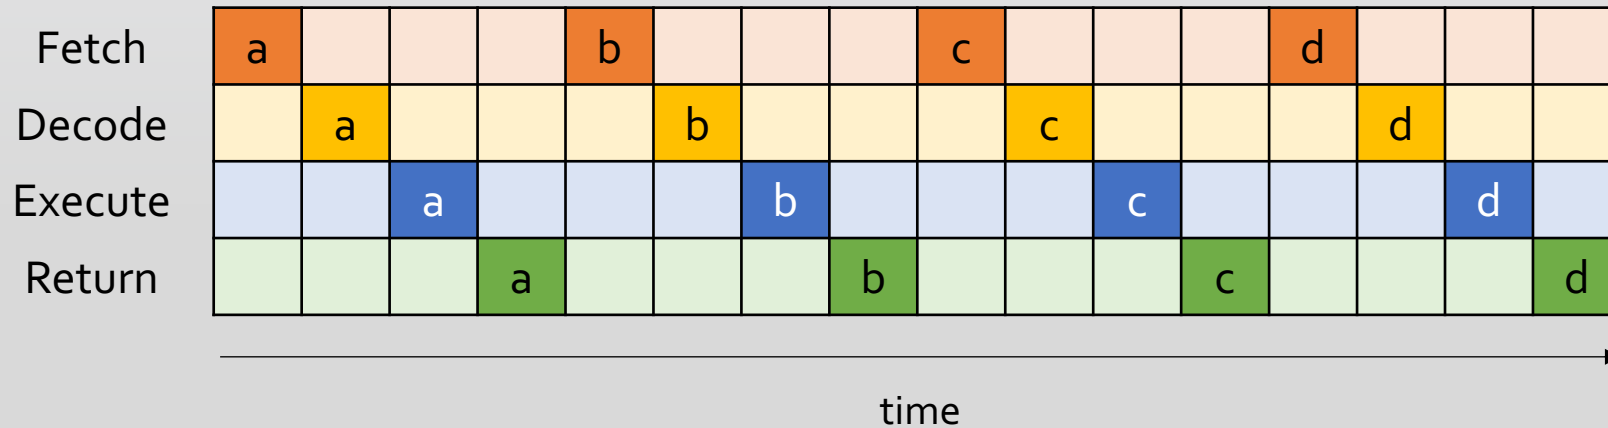 Fetch a b c d
Decode a b c d
Execute a b c d
Return a b c d
time